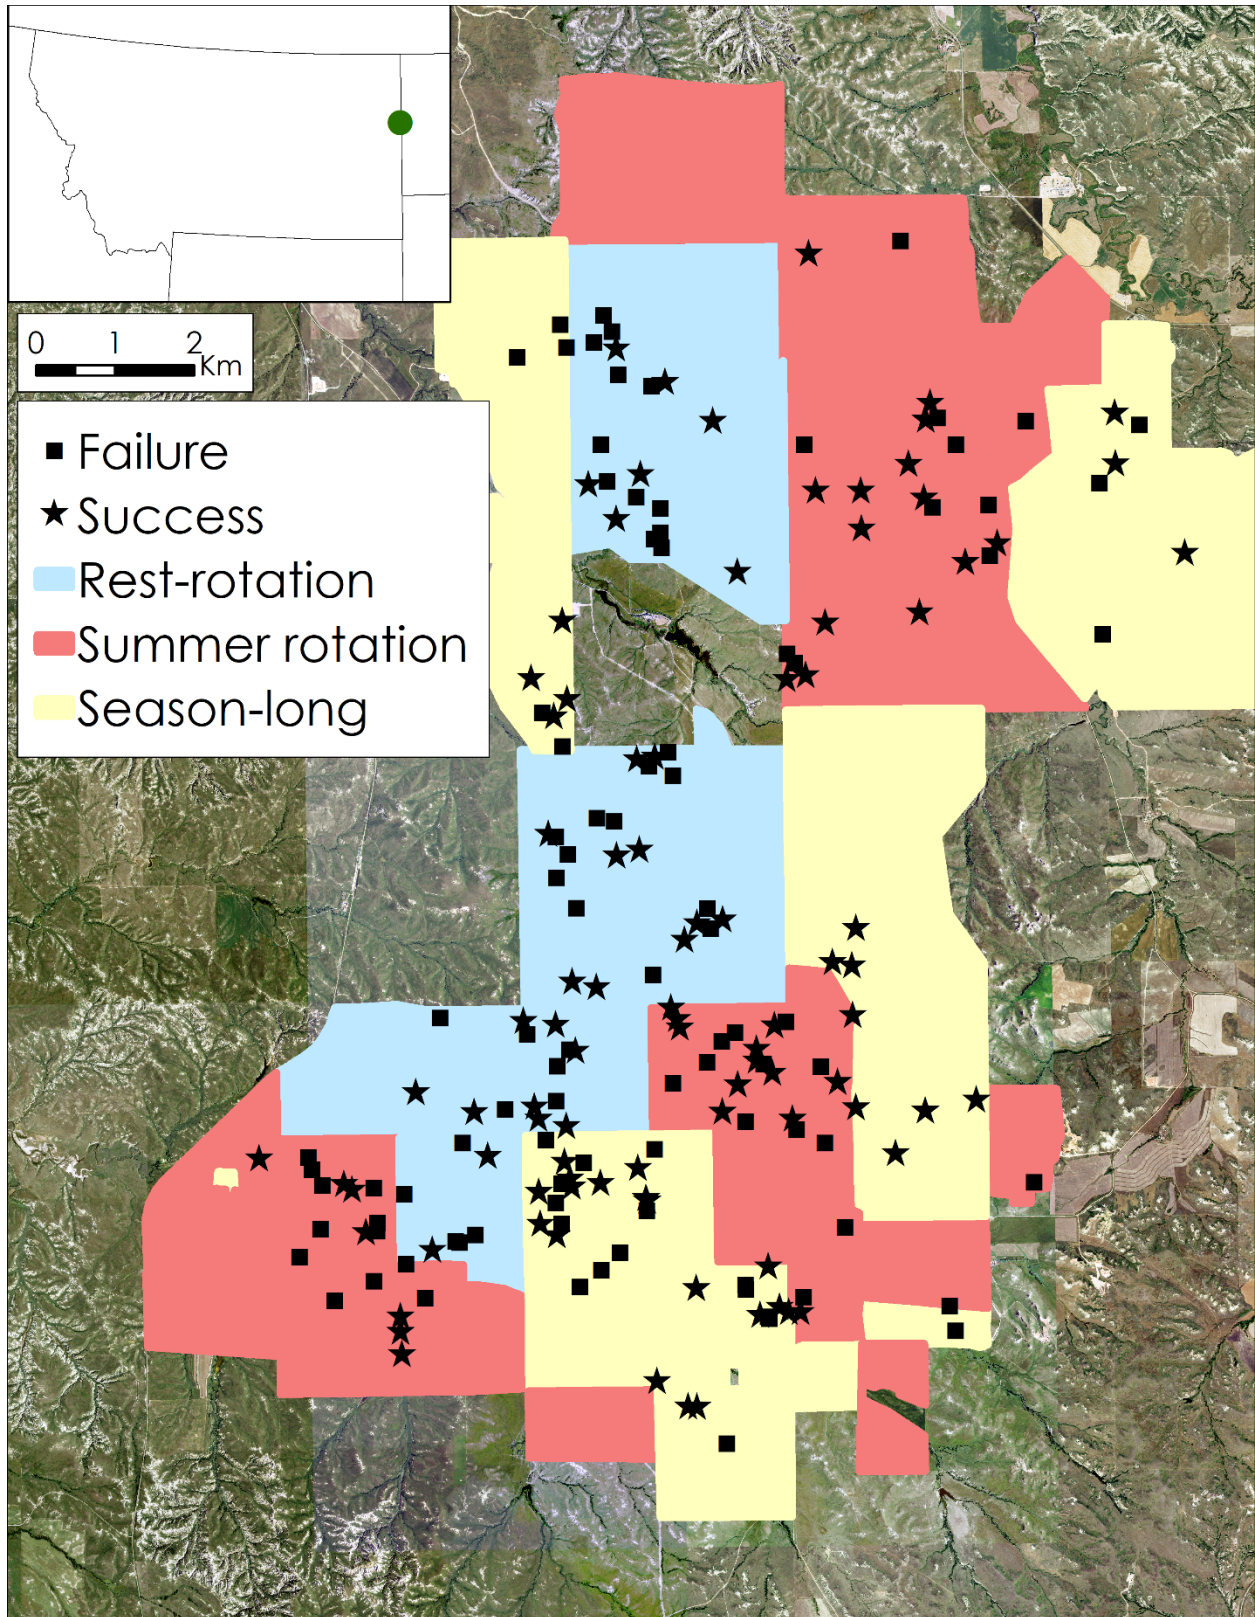 0 1 2
Km
Failure
Success
Rest-rotation
Summer rotation
Season-long